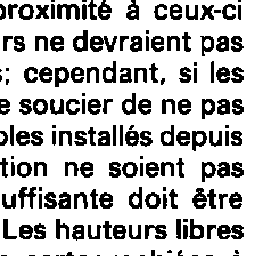 proximité à ceux-ci
rs ne devraient pas
; cependant, si les
e soucier de ne pas
bles installés depuis
tion ne soient pas
uffisante doit être
Les hauteurs libres